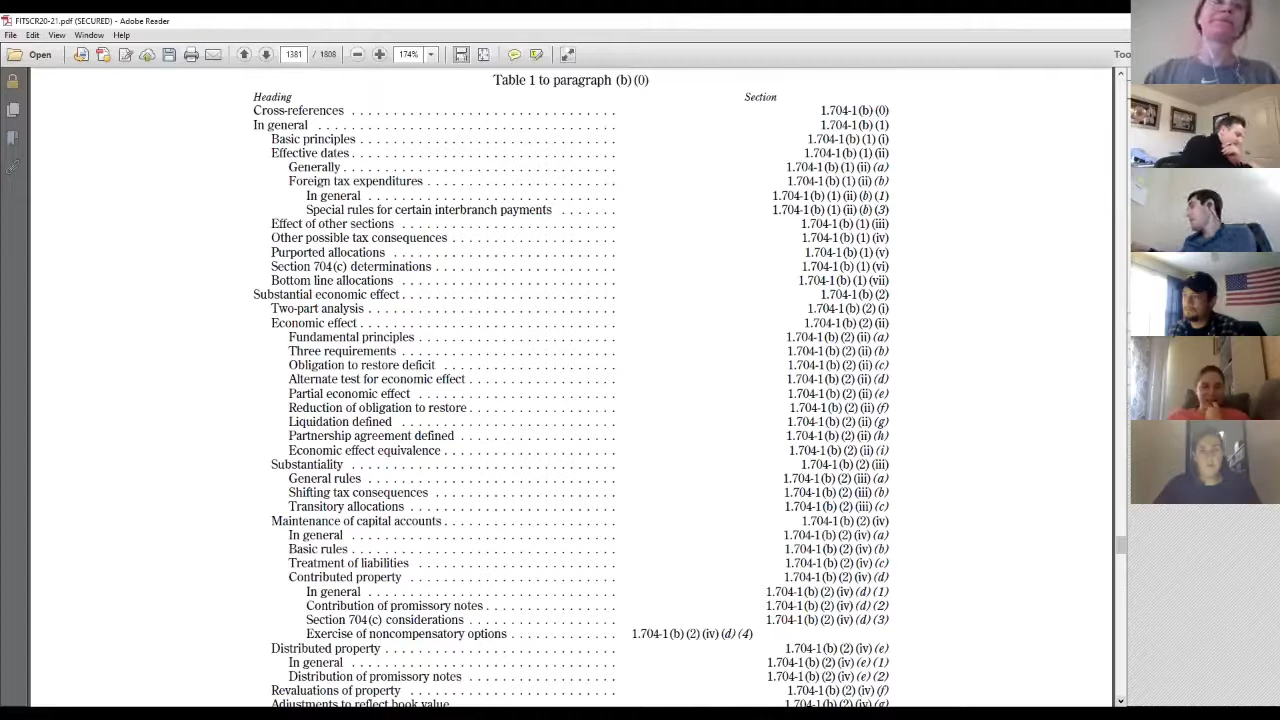 FITSCR20-21.pdf (SECURED) - Adobe Reader
File Edit View Window Help
Open 1381 / 1808 174% Too
Table 1 to paragraph (b)(0)
Heading Section
Cross-references . . . . . . . . . . . . . . . . . . . . . . . . . . . . . . 1.704-1(b)(0)
In general . . . . . . . . . . . . . . . . . . . . . . . . . . . . . . . . . . 1.704-1(b)(1)
Basic principles . . . . . . . . . . . . . . . . . . . . . . . . . . . . . 1.704-1(b)(1)(i)
Effective dates . . . . . . . . . . . . . . . . . . . . . . . . . . . . . . 1.704-1(b)(1)(ii)
Generally . . . . . . . . . . . . . . . . . . . . . . . . . . . . . . . 1.704-1(b)(1)(ii)(a)
Foreign tax expenditures . . . . . . . . . . . . . . . . . . . . . . 1.704-1(b)(1)(ii)(b)
In general . . . . . . . . . . . . . . . . . . . . . . . . . . . . . 1.704-1(b)(1)(ii)(b)(1)
Special rules for certain interbranch payments . . . . . . . 1.704-1(b)(1)(ii)(b)(3)
Effect of other sections . . . . . . . . . . . . . . . . . . . . . . . . . 1.704-1(b)(1)(iii)
Other possible tax consequences . . . . . . . . . . . . . . . . . . . 1.704-1(b)(1)(iv)
Purported allocations . . . . . . . . . . . . . . . . . . . . . . . . . . 1.704-1(b)(1)(v)
Section 704(c) determinations . . . . . . . . . . . . . . . . . . . . . 1.704-1(b)(1)(vi)
Bottom line allocations . . . . . . . . . . . . . . . . . . . . . . . . . 1.704-1(b)(1)(vii)
Substantial economic effect . . . . . . . . . . . . . . . . . . . . . . . . . 1.704-1(b)(2)
Two-part analysis . . . . . . . . . . . . . . . . . . . . . . . . . . . . 1.704-1(b)(2)(i)
Economic effect . . . . . . . . . . . . . . . . . . . . . . . . . . . . . 1.704-1(b)(2)(ii)
Fundamental principles . . . . . . . . . . . . . . . . . . . . . . . 1.704-1(b)(2)(ii)(a)
Three requirements . . . . . . . . . . . . . . . . . . . . . . . . . 1.704-1(b)(2)(ii)(b)
Obligation to restore deficit . . . . . . . . . . . . . . . . . . . . 1.704-1(b)(2)(ii)(c)
Alternate test for economic effect . . . . . . . . . . . . . . . . . 1.704-1(b)(2)(ii)(d)
Partial economic effect . . . . . . . . . . . . . . . . . . . . . . . 1.704-1(b)(2)(ii)(e)
Reduction of obligation to restore . . . . . . . . . . . . . . . . . 1.704-1(b)(2)(ii)(f)
Liquidation defined . . . . . . . . . . . . . . . . . . . . . . . . . 1.704-1(b)(2)(ii)(g)
Partnership agreement defined . . . . . . . . . . . . . . . . . . 1.704-1(b)(2)(ii)(h)
Economic effect equivalence . . . . . . . . . . . . . . . . . . . . 1.704-1(b)(2)(ii)(i)
Substantiality . . . . . . . . . . . . . . . . . . . . . . . . . . . . . . 1.704-1(b)(2)(iii)
General rules . . . . . . . . . . . . . . . . . . . . . . . . . . . . . 1.704-1(b)(2)(iii)(a)
Shifting tax consequences . . . . . . . . . . . . . . . . . . . . . 1.704-1(b)(2)(iii)(b)
Transitory allocations . . . . . . . . . . . . . . . . . . . . . . . . 1.704-1(b)(2)(iii)(c)
Maintenance of capital accounts . . . . . . . . . . . . . . . . . . . . 1.704-1(b)(2)(iv)
In general . . . . . . . . . . . . . . . . . . . . . . . . . . . . . . 1.704-1(b)(2)(iv)(a)
Basic rules . . . . . . . . . . . . . . . . . . . . . . . . . . . . . . 1.704-1(b)(2)(iv)(b)
Treatment of liabilities . . . . . . . . . . . . . . . . . . . . . . . 1.704-1(b)(2)(iv)(c)
Contributed property . . . . . . . . . . . . . . . . . . . . . . . . 1.704-1(b)(2)(iv)(d)
In general . . . . . . . . . . . . . . . . . . . . . . . . . . . . . 1.704-1(b)(2)(iv)(d)(1)
Contribution of promissory notes . . . . . . . . . . . . . . . 1.704-1(b)(2)(iv)(d)(2)
Section 704(c) considerations . . . . . . . . . . . . . . . . . . 1.704-1(b)(2)(iv)(d)(3)
Exercise of noncompensatory options . . . . . . . . . . . . 1.704-1(b)(2)(iv)(d)(4)
Distributed property . . . . . . . . . . . . . . . . . . . . . . . . . . . 1.704-1(b)(2)(iv)(e)
In general . . . . . . . . . . . . . . . . . . . . . . . . . . . . . . 1.704-1(b)(2)(iv)(e)(1)
Distribution of promissory notes . . . . . . . . . . . . . . . . . 1.704-1(b)(2)(iv)(e)(2)
Revaluations of property . . . . . . . . . . . . . . . . . . . . . . . . 1.704-1(b)(2)(iv)(f)
Adjustments to reflect book value . . . . . . . . . . . . . . . . . . . 1.704-1(b)(2)(iv)(g)